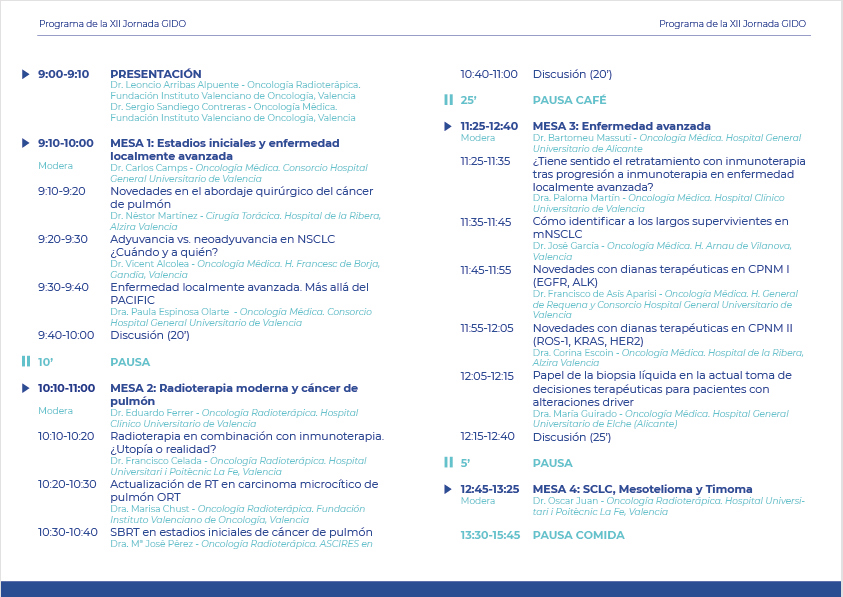 Programa de la XII Jornada GIDO
Programa de la XII Jornada GIDO
9:00-9:10 PRESENTACIÓN
Dr. Leoncio Arribas Alpuente - Oncología Radioterápica.
Fundación Instituto Valenciano de Oncología, Valencia
Dr. Sergio Sandiego Contreras - Oncología Médica.
Fundación Instituto Valenciano de Oncología, Valencia
9:10-10:00 MESA 1: Estadios iniciales y enfermedad
localmente avanzada
Modera Dr. Carlos Camps - Oncología Médica. Consorcio Hospital
General Universitario de Valencia
9:10-9:20 Novedades en el abordaje quirúrgico del cáncer
de pulmón
Dr. Néstor Martínez - Cirugía Torácica. Hospital de la Ribera,
Alzira Valencia
9:20-9:30 Adyuvancia vs. neoadyuvancia en NSCLC
¿Cuándo y a quién?
Dr. Vicent Alcolea - Oncología Médica. H. Francesc de Borja,
Gandía, Valencia
9:30-9:40 Enfermedad localmente avanzada. Más allá del
PACIFIC
Dra. Paula Espinosa Olarte - Oncología Médica. Consorcio
Hospital General Universitario de Valencia
9:40-10:00 Discusión (20’)
10’ PAUSA
10:10-11:00 MESA 2: Radioterapia moderna y cáncer de
pulmón
Modera Dr. Eduardo Ferrer - Oncología Radioterápica. Hospital
Clínico Universitario de Valencia
10:10-10:20 Radioterapia en combinación con inmunoterapia.
¿Utopía o realidad?
Dr. Francisco Celada - Oncología Radioterápica. Hospital
Universitari i Poitècnic La Fe, Valencia
10:20-10:30 Actualización de RT en carcinoma microcítico de
pulmón ORT
Dra. Marisa Chust - Oncología Radioterápica. Fundación
Instituto Valenciano de Oncología, Valencia
10:30-10:40 SBRT en estadios iniciales de cáncer de pulmón
Dra. Mª José Pérez - Oncología Radioterápica. ASCIRES en
10:40-11:00 Discusión (20’)
25’ PAUSA CAFÉ
11:25-12:40 MESA 3: Enfermedad avanzada
Modera Dr. Bartomeu Massutí - Oncología Médica. Hospital General
Universitario de Alicante
11:25-11:35 ¿Tiene sentido el retratamiento con inmunoterapia
tras progresión a inmunoterapia en enfermedad
localmente avanzada?
Dra. Paloma Martín - Oncología Médica. Hospital Clínico
Universitario de Valencia
11:35-11:45 Cómo identificar a los largos supervivientes en
mNSCLC
Dr. José García - Oncología Médica. H. Arnau de Vilanova,
Valencia
11:45-11:55 Novedades con dianas terapéuticas en CPNM I
(EGFR, ALK)
Dr. Francisco de Asís Aparisi - Oncología Médica. H. General
de Requena y Consorcio Hospital General Universitario de
Valencia
11:55-12:05 Novedades con dianas terapéuticas en CPNM II
(ROS-1, KRAS, HER2)
Dra. Corina Escoin - Oncología Médica. Hospital de la Ribera,
Alzira Valencia
12:05-12:15 Papel de la biopsia líquida en la actual toma de
decisiones terapéuticas para pacientes con
alteraciones driver
Dra. María Guirado - Oncología Médica. Hospital General
Universitario de Elche (Alicante)
12:15-12:40 Discusión (25’)
5’ PAUSA
12:45-13:25 MESA 4: SCLC, Mesotelioma y Timoma
Modera Dr. Oscar Juan - Oncología Radioterápica. Hospital Universi-
tari i Poitècnic La Fe, Valencia
13:30-15:45 PAUSA COMIDA